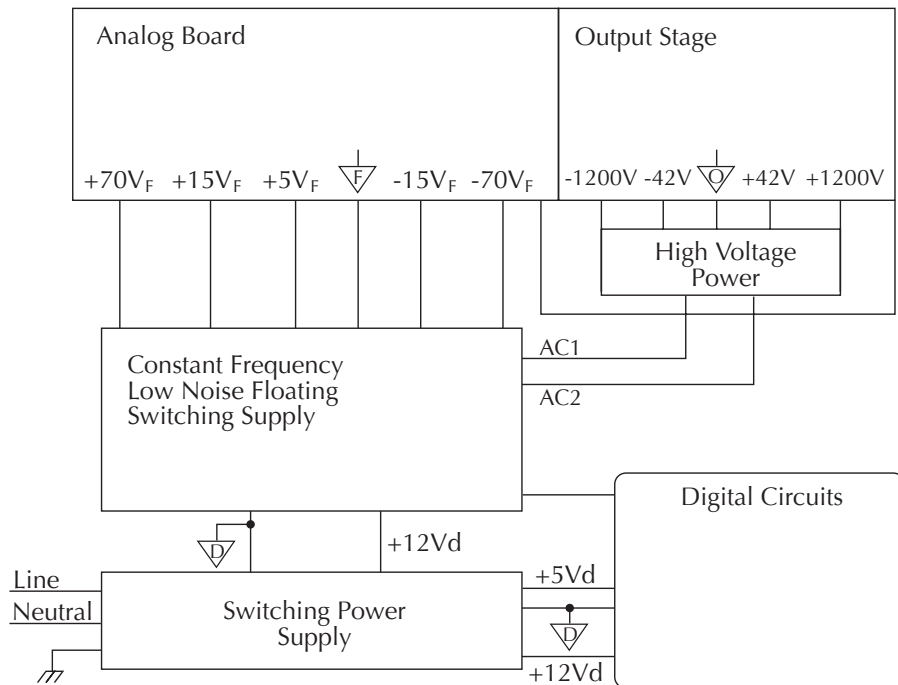 Analog Board
Output Stage
+70VF +15VF +5VF F -15VF -70VF
-1200V -42V O +42V +1200V
High Voltage
Power
Constant Frequency
Low Noise Floating
Switching Supply
AC1
AC2
Digital Circuits
D
+12Vd
Line
Neutral
Switching Power
Supply
+5Vd
D
+12Vd